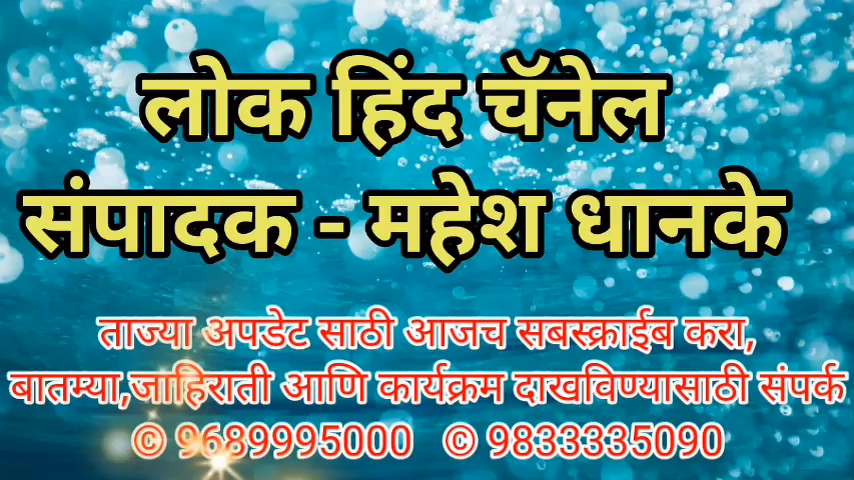 लोक हिंद चॅनेल
संपादक - महेश धानके
ताज्या अपडेट साठी आजच सबस्क्राईब करा,
बातम्या,जाहिराती आणि कार्यक्रम दाखविण्यासाठी संपर्क
© 9689995000 © 9833335090